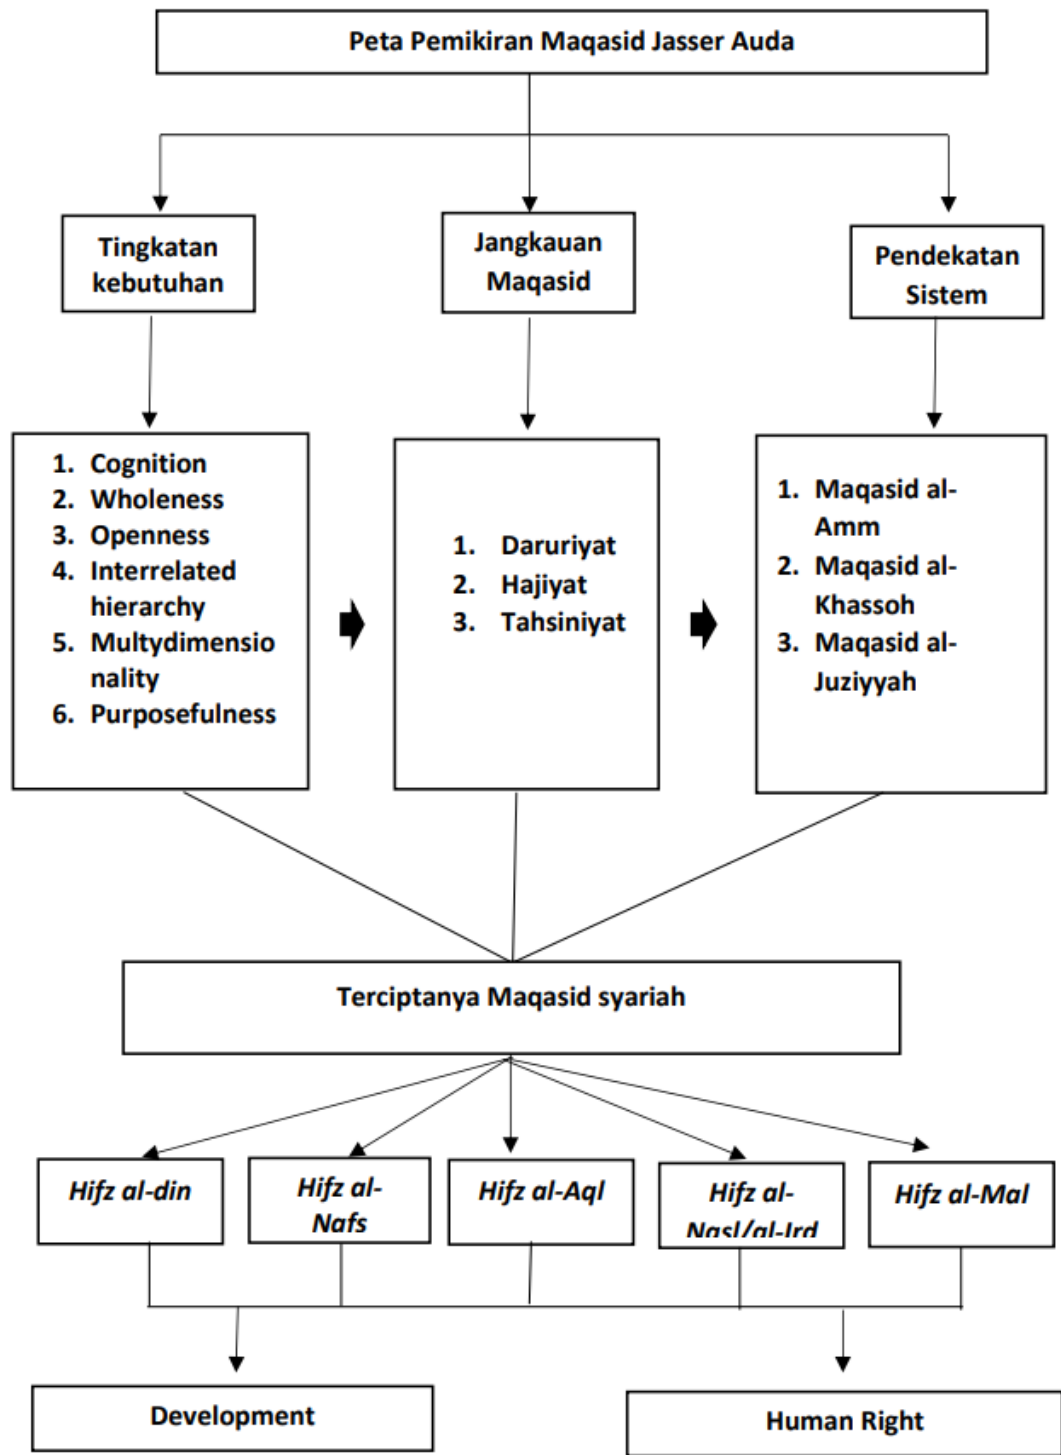 Peta Pemikiran Maqasid Jasser Auda
Tingkatan
kebutuhan
Jangkauan
Maqasid
Pendekatan
Sistem
1. Cognition
2. Wholeness
3. Openness
4. Interrelated
hierarchy
5. Multydimensio
nality
6. Purposefulness
1. Daruriyat
2. Hajiyat
3. Tahsiniyat
1. Maqasid al-
Amm
2. Maqasid al-
Khassoh
3. Maqasid al-
Juziyyah
Terciptanya Maqasid syariah
Hifz al-din
Hifz al-
Nafs
Hifz al-Aql
Hifz al-
Nasl/al-Ird
Hifz al-Mal
Development
Human Right